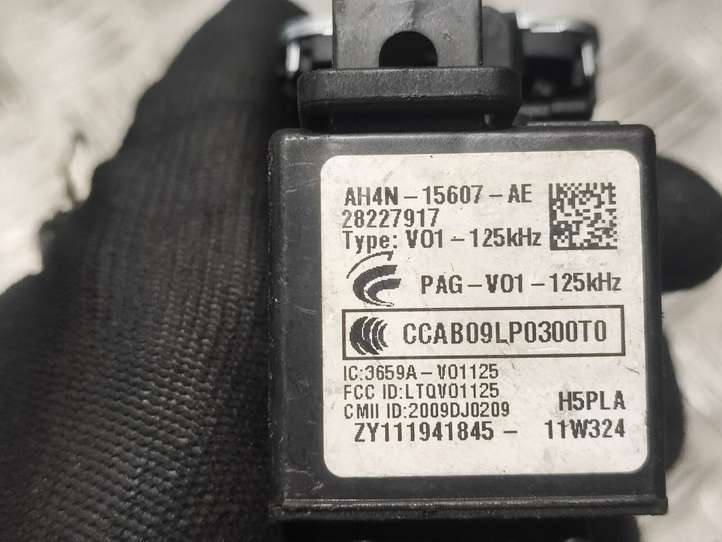 AH4N-15607-AE
28227917
Type: V01-125kHz
PAG-V01-125kHz
CCAB09LP0300T0
IC:3659A-V01125
FCC ID:LTQV01125
CMII ID:2009DJ0209
H5PLA
ZY111941845- 11W324